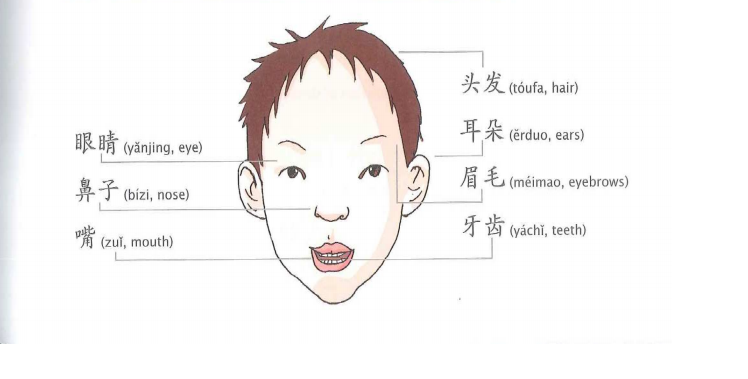 头发 (tóufa, hair)
耳朵 (ěrduo, ears)
眼睛 (yǎnjing, eye)
眉毛 (méimao, eyebrows)
鼻子 (bízi, nose)
牙齿 (yáchǐ, teeth)
嘴 (zuǐ, mouth)